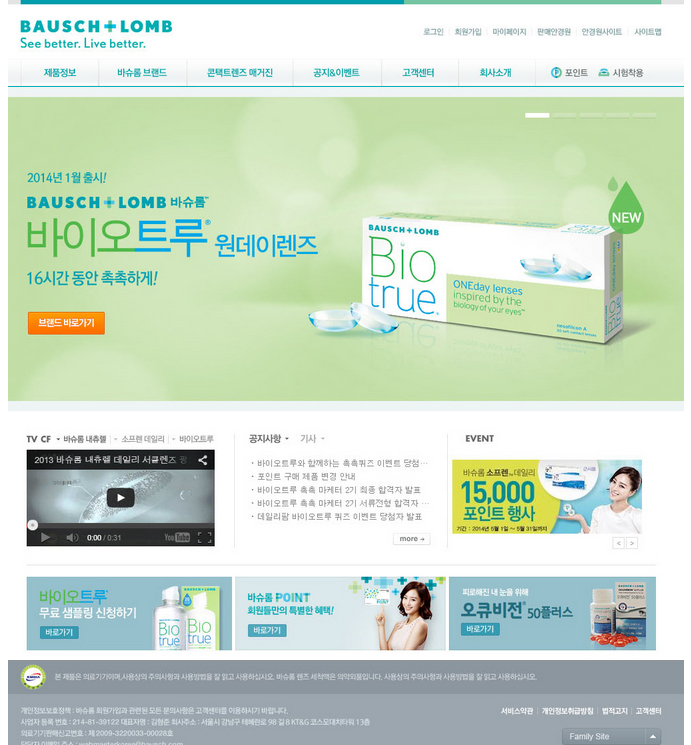 BAUSCH+LOMB
See better. Live better.
로그인 회원가입 마이페이지 판매안경원 안경원사이트 사이트맵
제품정보 바슈롬 브랜드 콘택트렌즈 매거진 공지&이벤트 고객센터 회사소개 P 포인트 시험착용
2014년 1월 출시!
BAUSCH+LOMB 바슈롬™
바이오트루® 원데이렌즈
16시간 동안 촉촉하게!
브랜드 바로가기
NEW
BAUSCH+LOMB
Bio
true®
ONEday lenses
inspired by the
biology of your eyes™
Bio
true
TV CF 바슈롬 내츄렐 소프렌 데일리 바이오트루
2013 바슈롬 내츄렐 데일리 서클렌즈 광
0:00 / 0:31 YouTube
공지사항 기사
· 바이오트루와 함께하는 촉촉퀴즈 이벤트 당첨…
· 포인트 구매 제품 변경 안내
· 바이오트루 촉촉 마케터 2기 최종 합격자 발표
· 바이오트루 촉촉 마케터 2기 서류전형 합격자 …
· 데일리팜 바이오트루 퀴즈 이벤트 당첨자 발표
more
EVENT
바슈롬 소프렌 데일리
15,000
포인트 행사
기간 : 2014년 5월 1일 ~ 5월 31일까지
< >
바이오트루®
무료 샘플링 신청하기
바로가기
Bio
true
Bio
true
바슈롬 POINT
회원들만의 특별한 혜택!
바로가기
피로해진 내 눈을 위해
오큐비전® 50플러스
바로가기
본 제품은 의료기기이며,사용상의 주의사항과 사용방법을 잘 읽고 사용하십시오. 바슈롬 렌즈 세척액은 의약외품입니다. 사용상의 주의사항과 사용방법을 잘 읽고 사용하십시오.
개인정보보호정책 : 바슈롬 회원가입과 관련된 모든 문의사항은 고객센터를 이용하시기 바랍니다.
서비스약관 개인정보취급방침 법적고지 고객센터
사업자 등록 번호 : 214-81-39122 대표자명 : 김형준 회사주소 : 서울시 강남구 테헤란로 98 길 8 KT&G 코스모대치타워 13층
의료기기판매신고번호 : 제 2009-3220033-00028호
Family Site